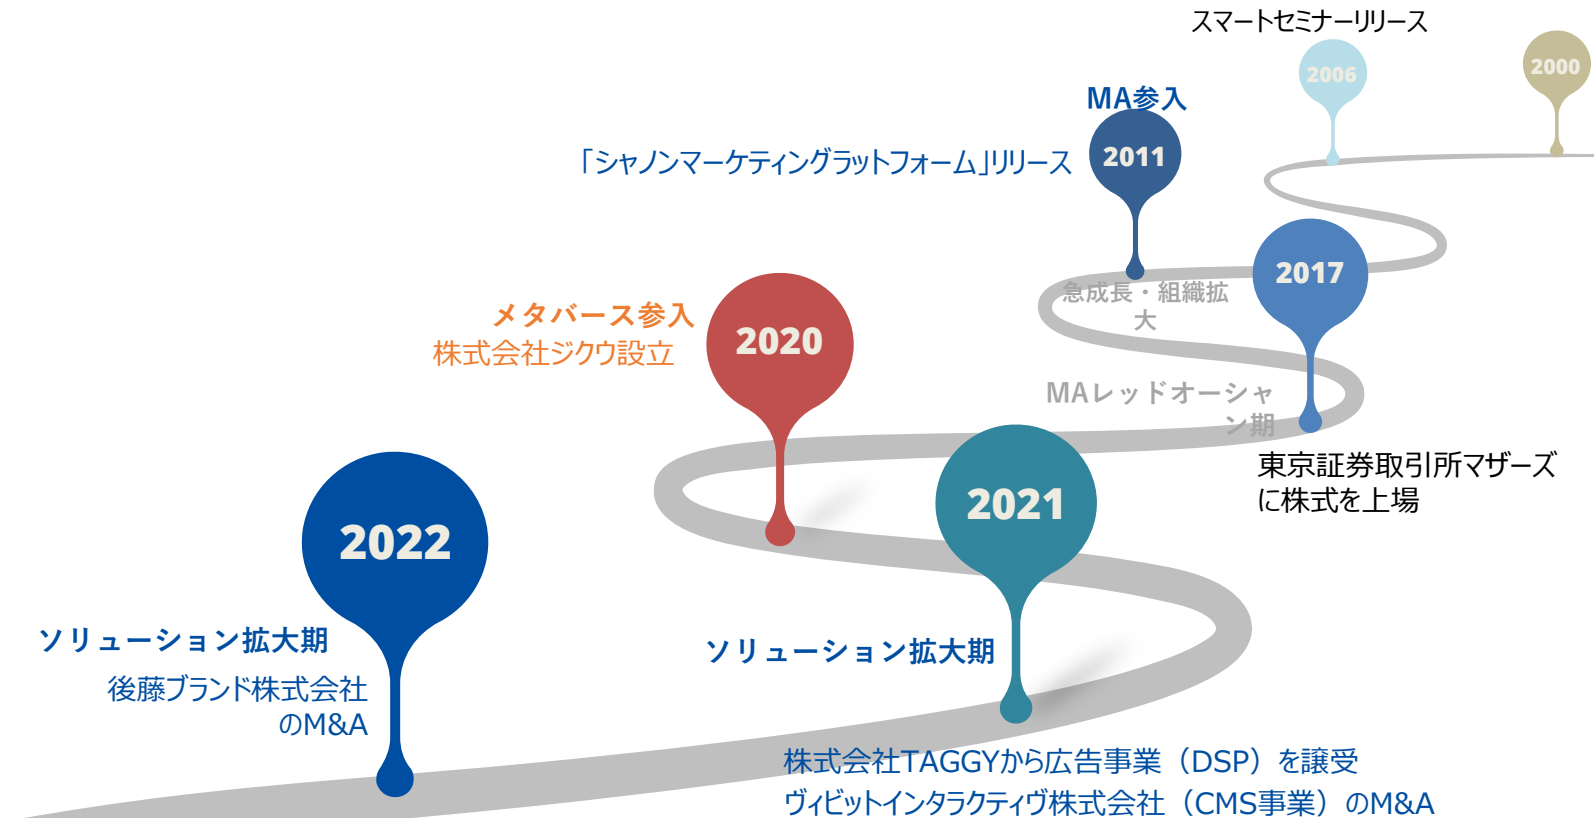 スマートセミナーリリース
2006
2000
MA参入
2011
「シャノンマーケティングラットフォーム」リリース
2017
急成長・組織拡
大
メタバース参入
株式会社ジクウ設立
2020
MAレッドオーシャ
ン期
東京証券取引所マザーズ
に株式を上場
2021
2022
ソリューション拡大期
後藤ブランド株式会社
のM&A
ソリューション拡大期
株式会社TAGGYから広告事業（DSP）を譲受
ヴィビットインタラクティヴ株式会社（CMS事業）のM&A